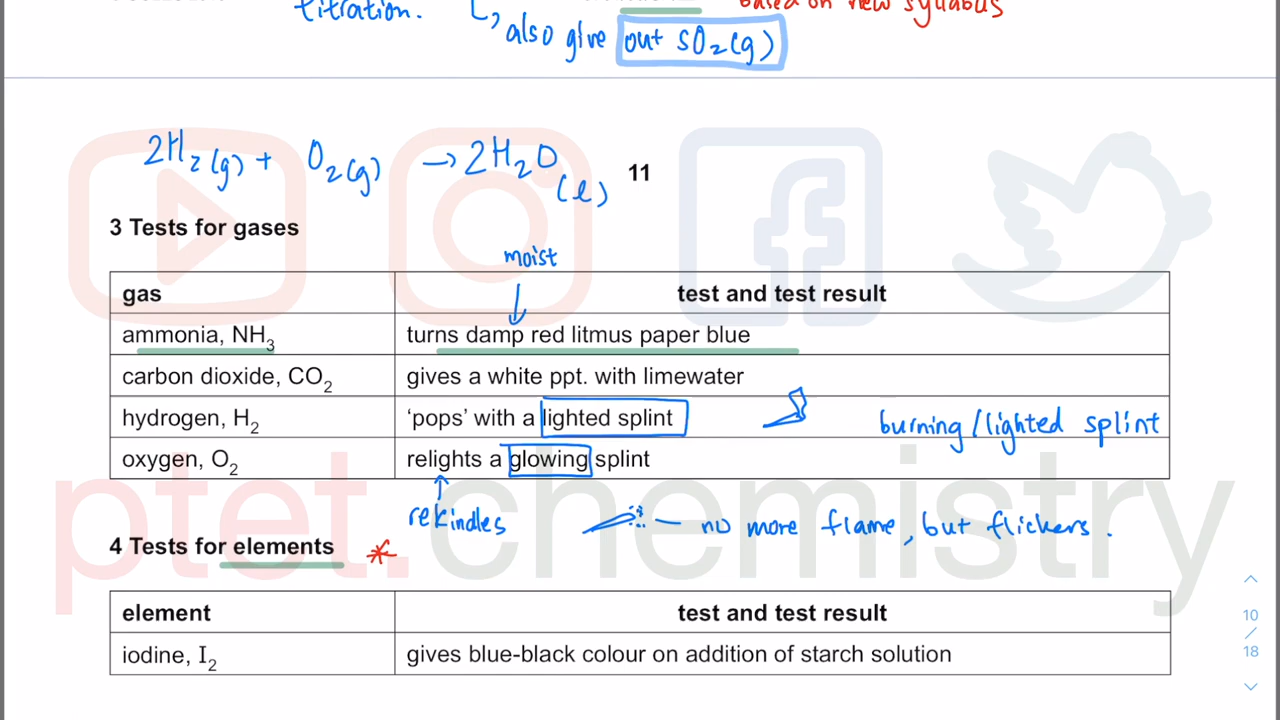 titration.
based on new syllabus
also give out SO2(g)
2H2(g) + O2(g) → 2H2O(l)
11
3 Tests for gases
moist
gas test and test result
ammonia, NH3 turns damp red litmus paper blue
carbon dioxide, CO2 gives a white ppt. with limewater
hydrogen, H2 ‘pops’ with a lighted splint burning/lighted splint
oxygen, O2 relights a glowing splint
rekindles — no more flame, but flickers.
4 Tests for elements *
ptet.chemistry
element test and test result
iodine, I2 gives blue-black colour on addition of starch solution
10
/
18